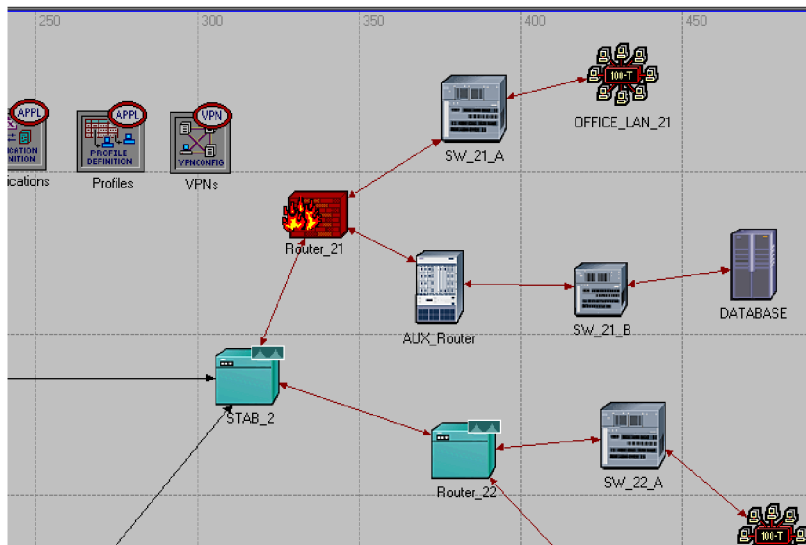 250 300 350 400 450
100-T
OFFICE_LAN_21
APPL APPL VPN
PROFILE
DEFINITION
VPNCONFIG
Profiles
VPNs
SW_21_A
Router_21
AUX_Router
SW_21_B
DATABASE
STAB_2
Router_22
SW_22_A
100-T